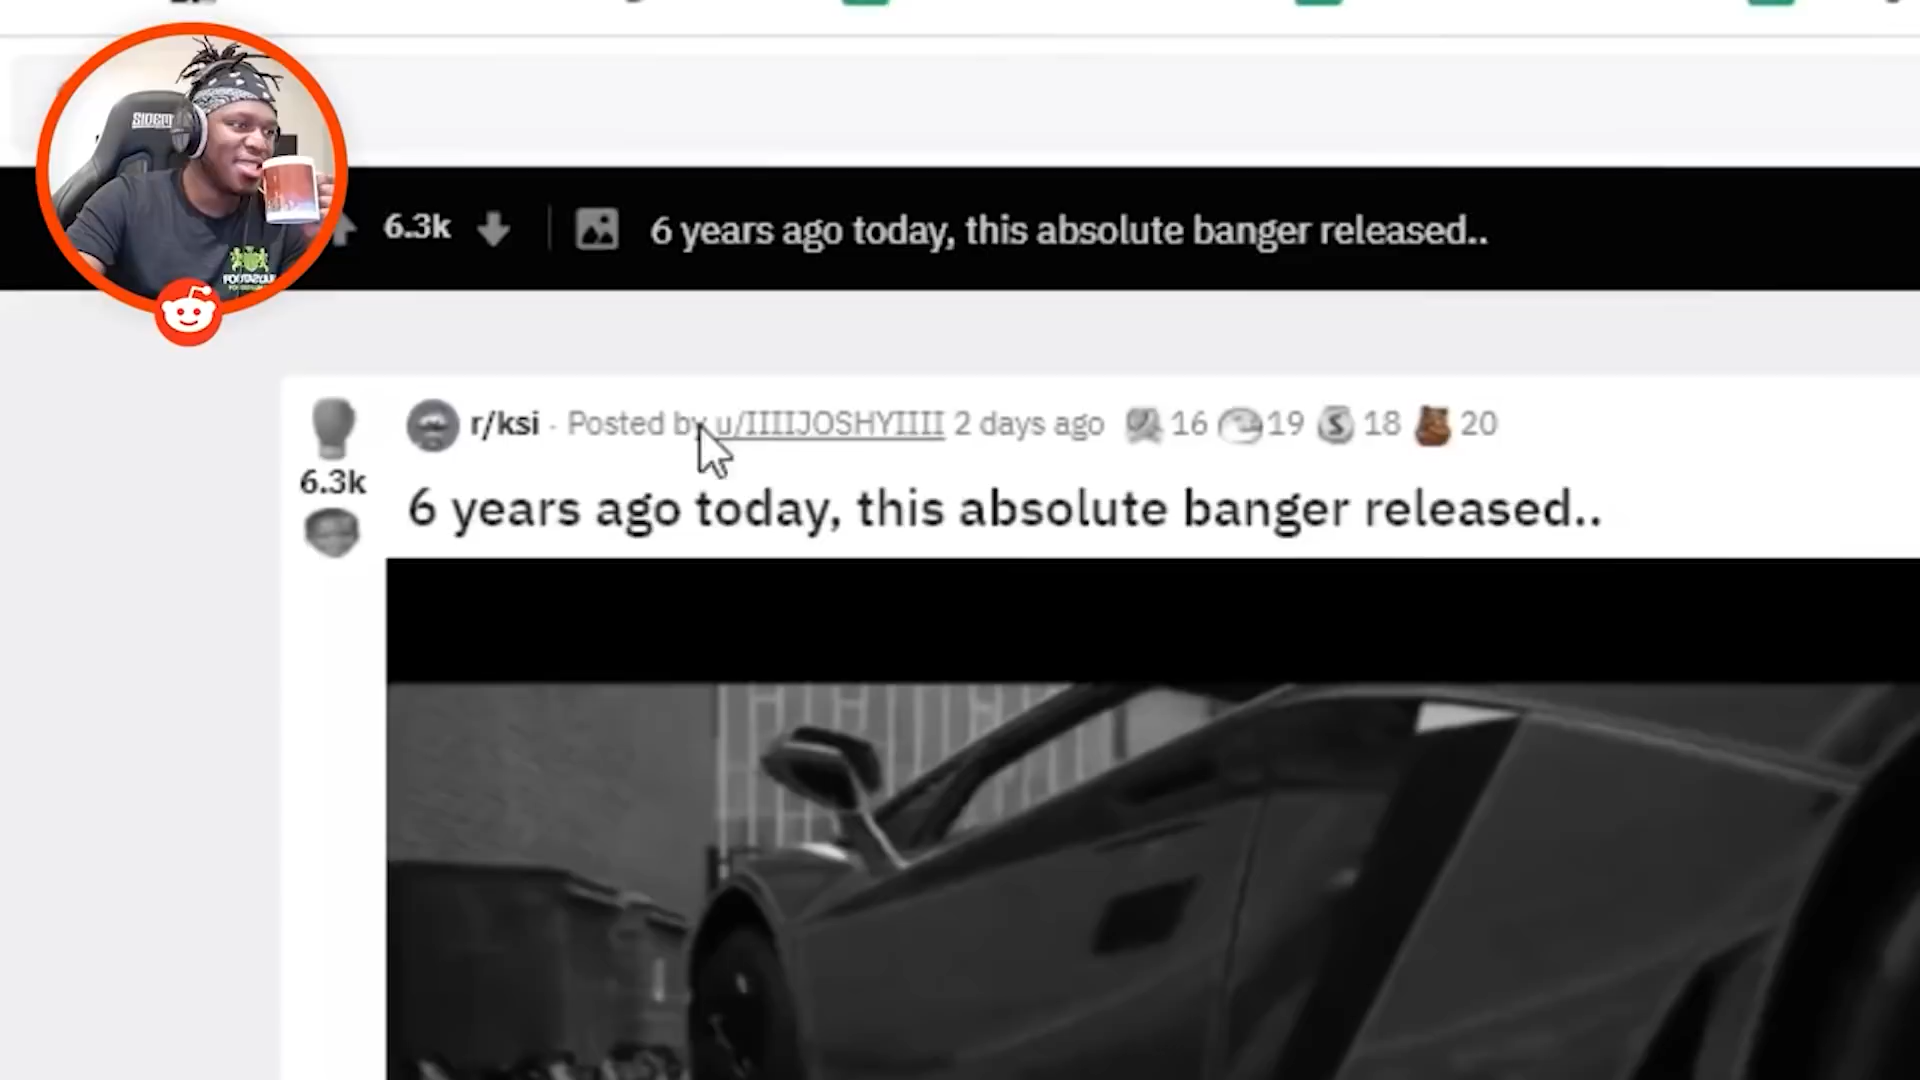 6.3k 6 years ago today, this absolute banger released..
r/ksi · Posted by u/IIIIJOSHYIIII 2 days ago 16 19 18 20
6.3k
6 years ago today, this absolute banger released..